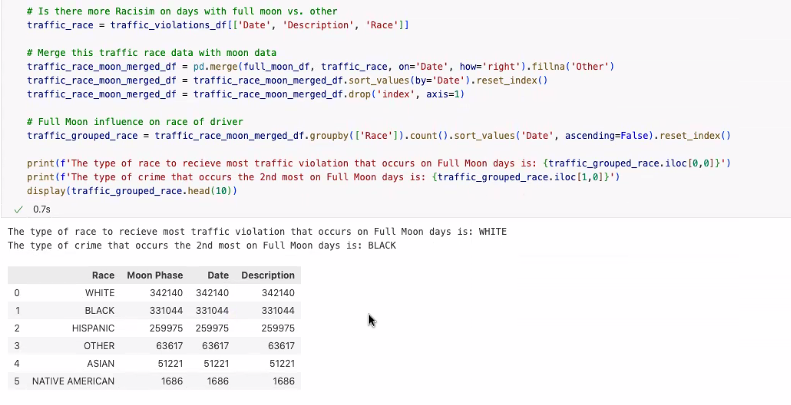 # Is there more Racisim on days with full moon vs. other
traffic_race = traffic_violations_df[['Date', 'Description', 'Race']]
# Merge this traffic race data with moon data
traffic_race_moon_merged_df = pd.merge(full_moon_df, traffic_race, on='Date', how='right').fillna('Other')
traffic_race_moon_merged_df = traffic_race_moon_merged_df.sort_values(by='Date').reset_index()
traffic_race_moon_merged_df = traffic_race_moon_merged_df.drop('index', axis=1)
# Full Moon influence on race of driver
traffic_grouped_race = traffic_race_moon_merged_df.groupby(['Race']).count().sort_values('Date', ascending=False).reset_index()
print(f'The type of race to recieve most traffic violation that occurs on Full Moon days is: {traffic_grouped_race.iloc[0,0]}')
print(f'The type of crime that occurs the 2nd most on Full Moon days is: {traffic_grouped_race.iloc[1,0]}')
display(traffic_grouped_race.head(10))
✓ 0.7s
The type of race to recieve most traffic violation that occurs on Full Moon days is: WHITE
The type of crime that occurs the 2nd most on Full Moon days is: BLACK
Race Moon Phase Date Description
0 WHITE 342140 342140 342140
1 BLACK 331044 331044 331044
2 HISPANIC 259975 259975 259975
3 OTHER 63617 63617 63617
4 ASIAN 51221 51221 51221
5 NATIVE AMERICAN 1686 1686 1686